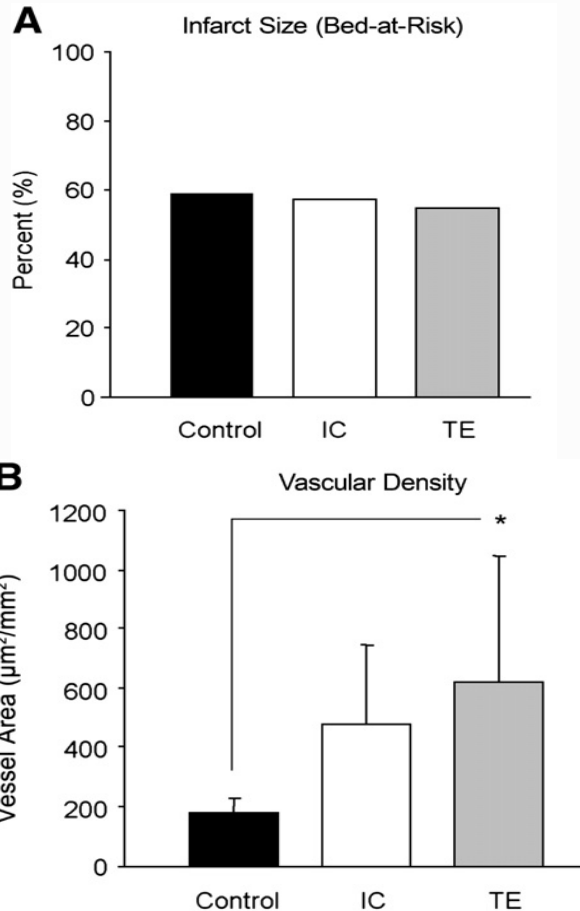 A
Infarct Size (Bed-at-Risk)
Percent (%)
100
80
60
40
20
0
Control IC TE
B
Vascular Density
Vessel Area (µm²/mm²)
1200
1000
800
600
400
200
0
*
Control IC TE